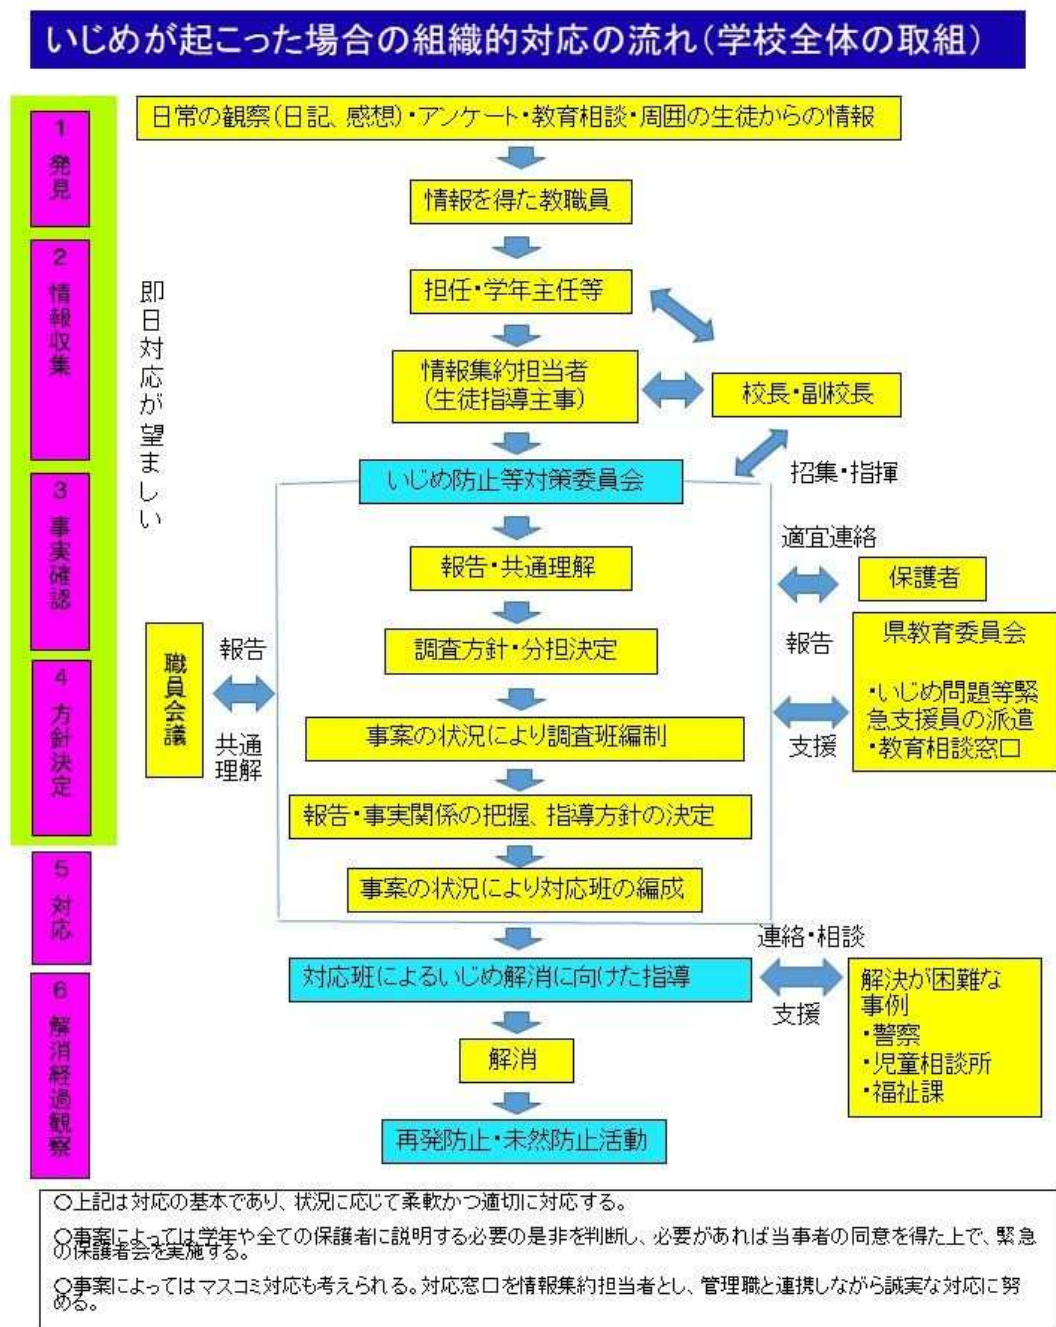 いじめが起こった場合の組織的対応の流れ(学校全体の取組)
1 発見
2 情報収集
3 事実確認
4 方針決定
5 対応
6 解消経過観察
即日対応が望ましい
日常の観察(日記、感想)・アンケート・教育相談・周囲の生徒からの情報
情報を得た教職員
担任・学年主任等
情報集約担当者
(生徒指導主事)
校長・副校長
招集・指揮
いじめ防止等対策委員会
報告・共通理解
適宜連絡
保護者
調査方針・分担決定
職員会議
報告
共通
理解
報告
支援
県教育委員会
・いじめ問題等緊
急支援員の派遣
・教育相談窓口
事案の状況により調査班編制
報告・事実関係の把握、指導方針の決定
事案の状況により対応班の編成
対応班によるいじめ解消に向けた指導
連絡・相談
支援
解決が困難な
事例
・警察
・児童相談所
・福祉課
解消
再発防止・未然防止活動
○上記は対応の基本であり、状況に応じて柔軟かつ適切に対応する。
○事案によっては学年や全ての保護者に説明する必要の是非を判断し、必要があれば当事者の同意を得た上で、緊急
の保護者会を実施する。
○事案によってはマスコミ対応も考えられる。対応窓口を情報集約担当者とし、管理職と連携しながら誠実な対応に努
める。